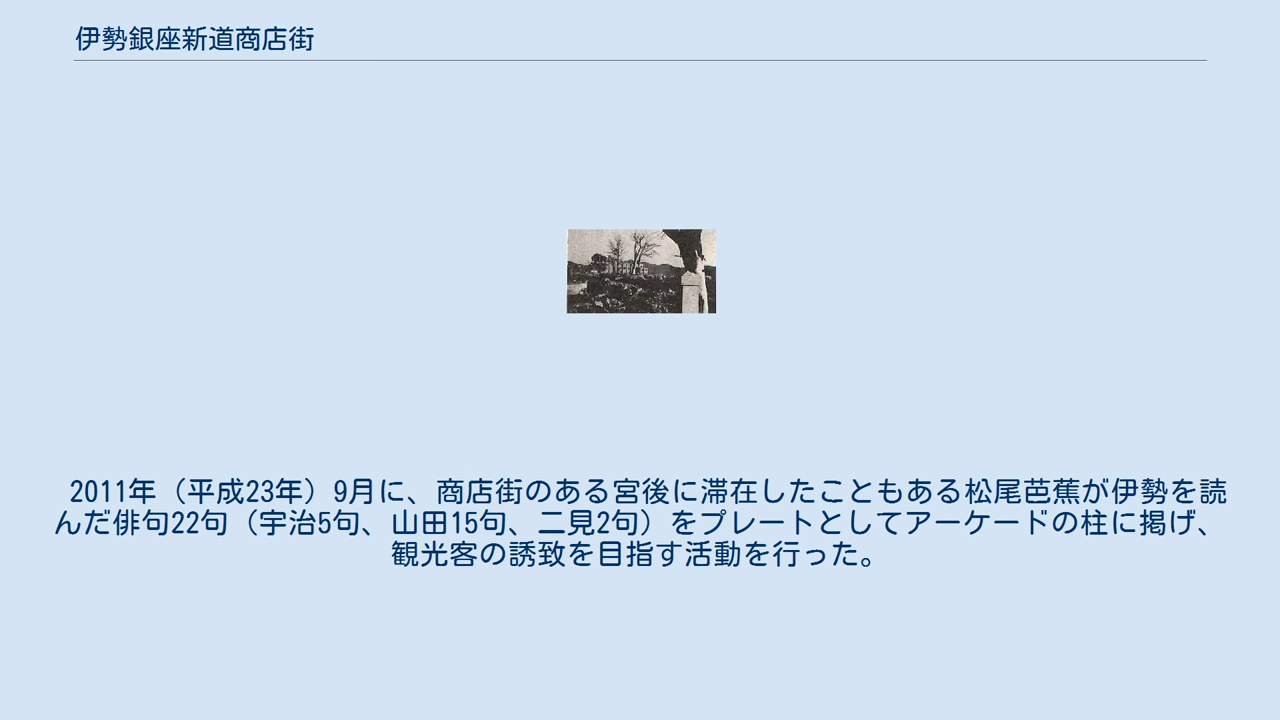 伊勢銀座新道商店街
2011年（平成23年）9月に、商店街のある宮後に滞在したこともある松尾芭蕉が伊勢を読
んだ俳句22句（宇治5句、山田15句、二見2句）をプレートとしてアーケードの柱に掲げ、
観光客の誘致を目指す活動を行った。